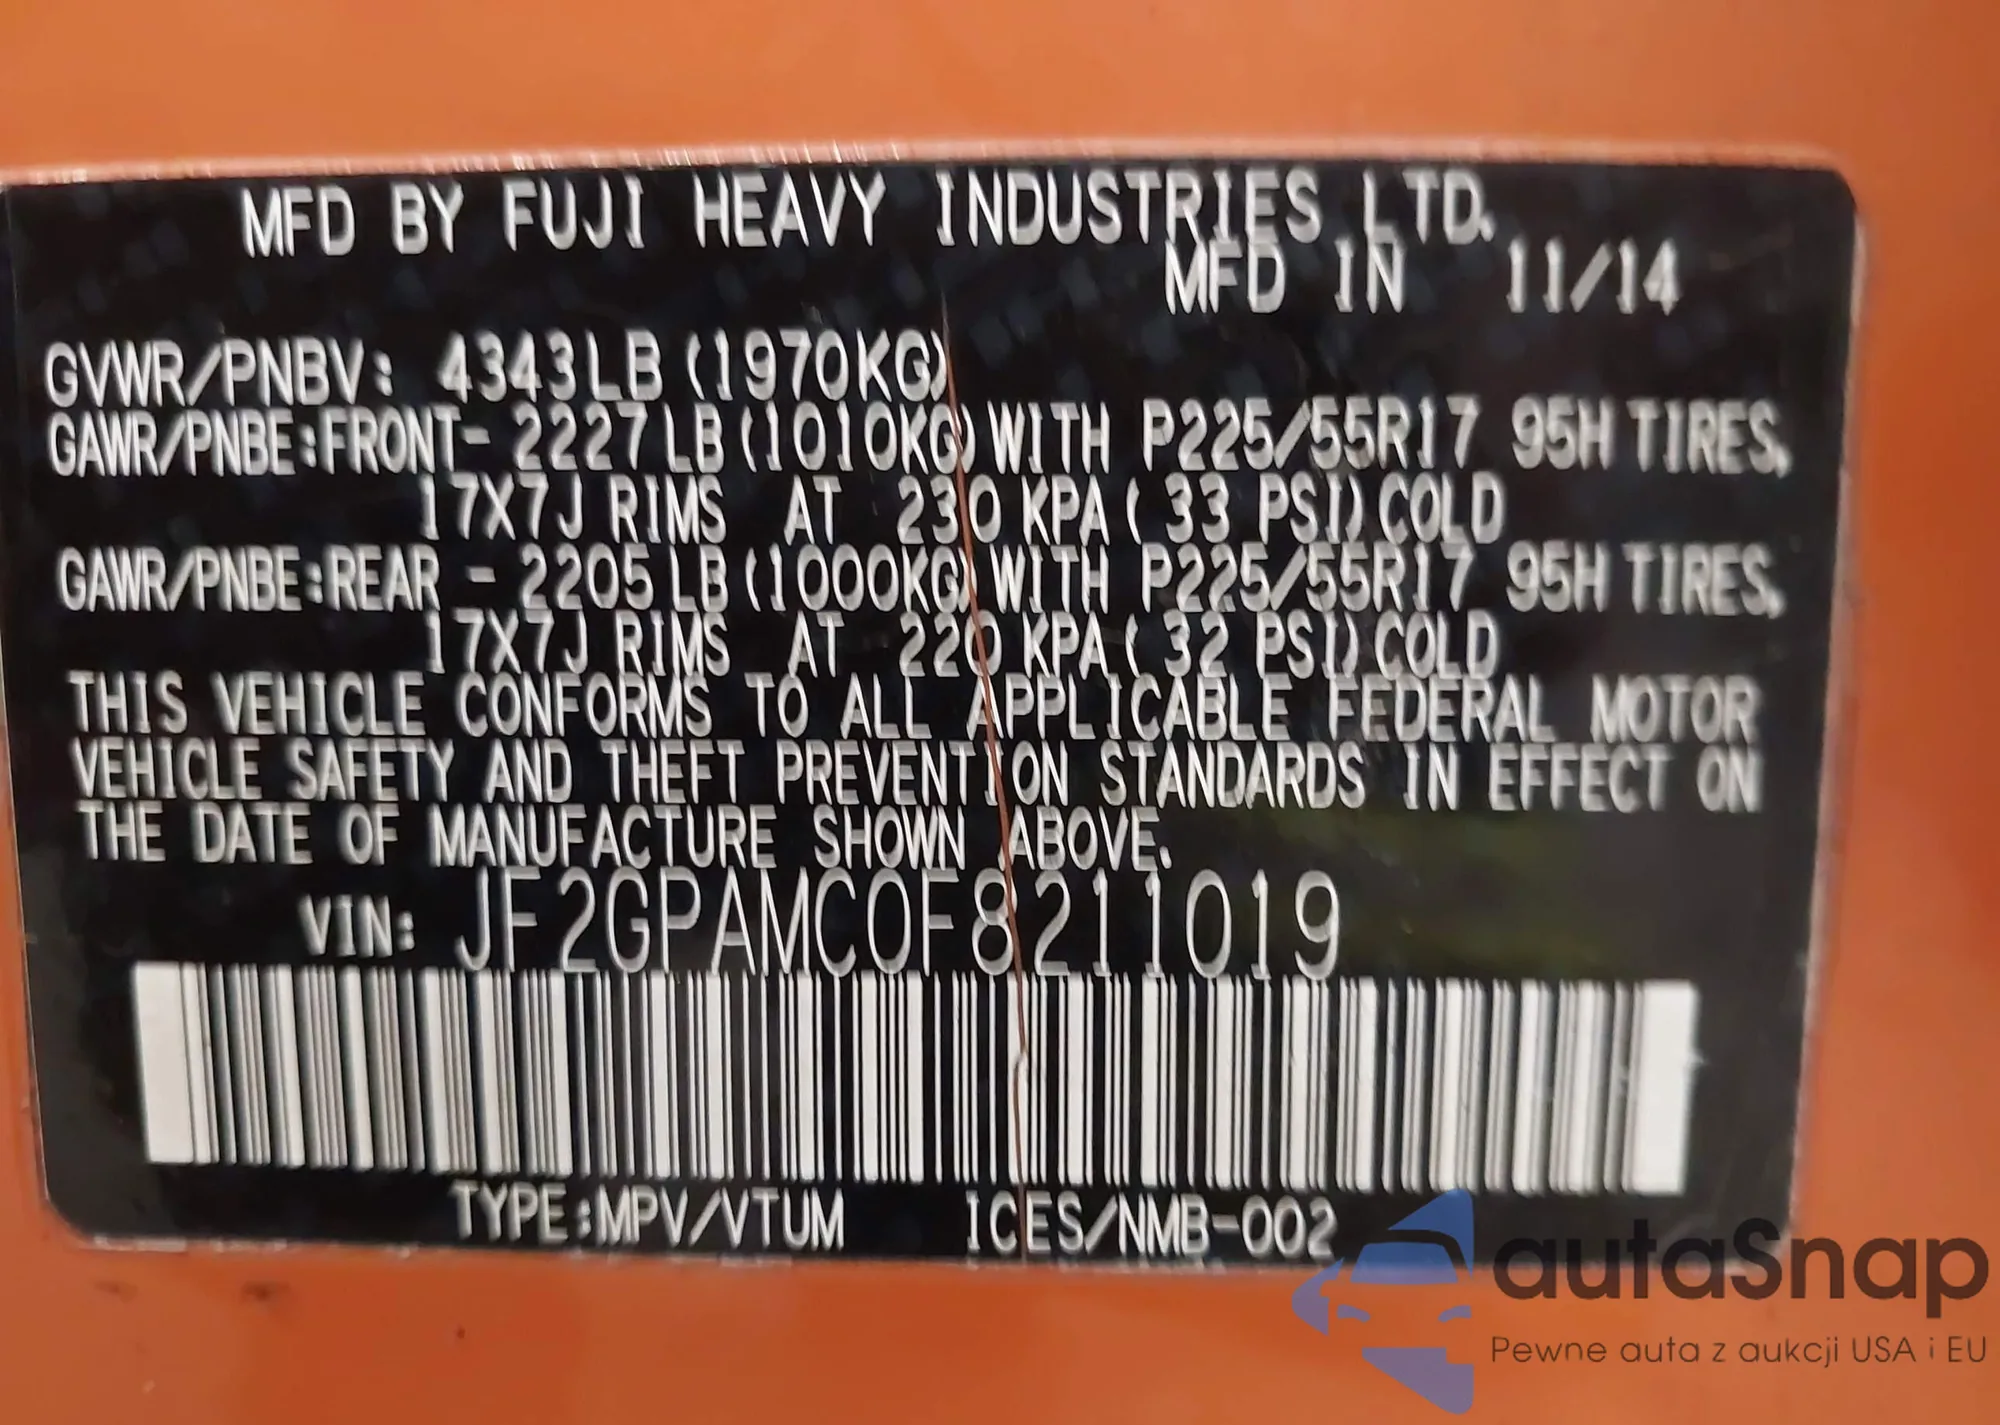 MFD BY FUJI HEAVY INDUSTRIES LTD.
MFD IN 11/14
GVWR/PNBV: 4343LB (1970KG)
GAWR/PNBE:FRONT- 2227LB (1010KG) WITH P225/55R17 95H TIRES,
17X7J RIMS AT 230 KPA ( 33 PSI) COLD
GAWR/PNBE:REAR - 2205LB (1000KG) WITH P225/55R17 95H TIRES,
17X7J RIMS AT 220 KPA ( 32 PSI) COLD
THIS VEHICLE CONFORMS TO ALL APPLICABLE FEDERAL MOTOR
VEHICLE SAFETY AND THEFT PREVENTION STANDARDS IN EFFECT ON
THE DATE OF MANUFACTURE SHOWN ABOVE.
VIN: JF2GPAMC0F8211019
TYPE:MPV/VTUM ICES/NMB-002
autaSnap
Pewne auta z aukcji USA i EU